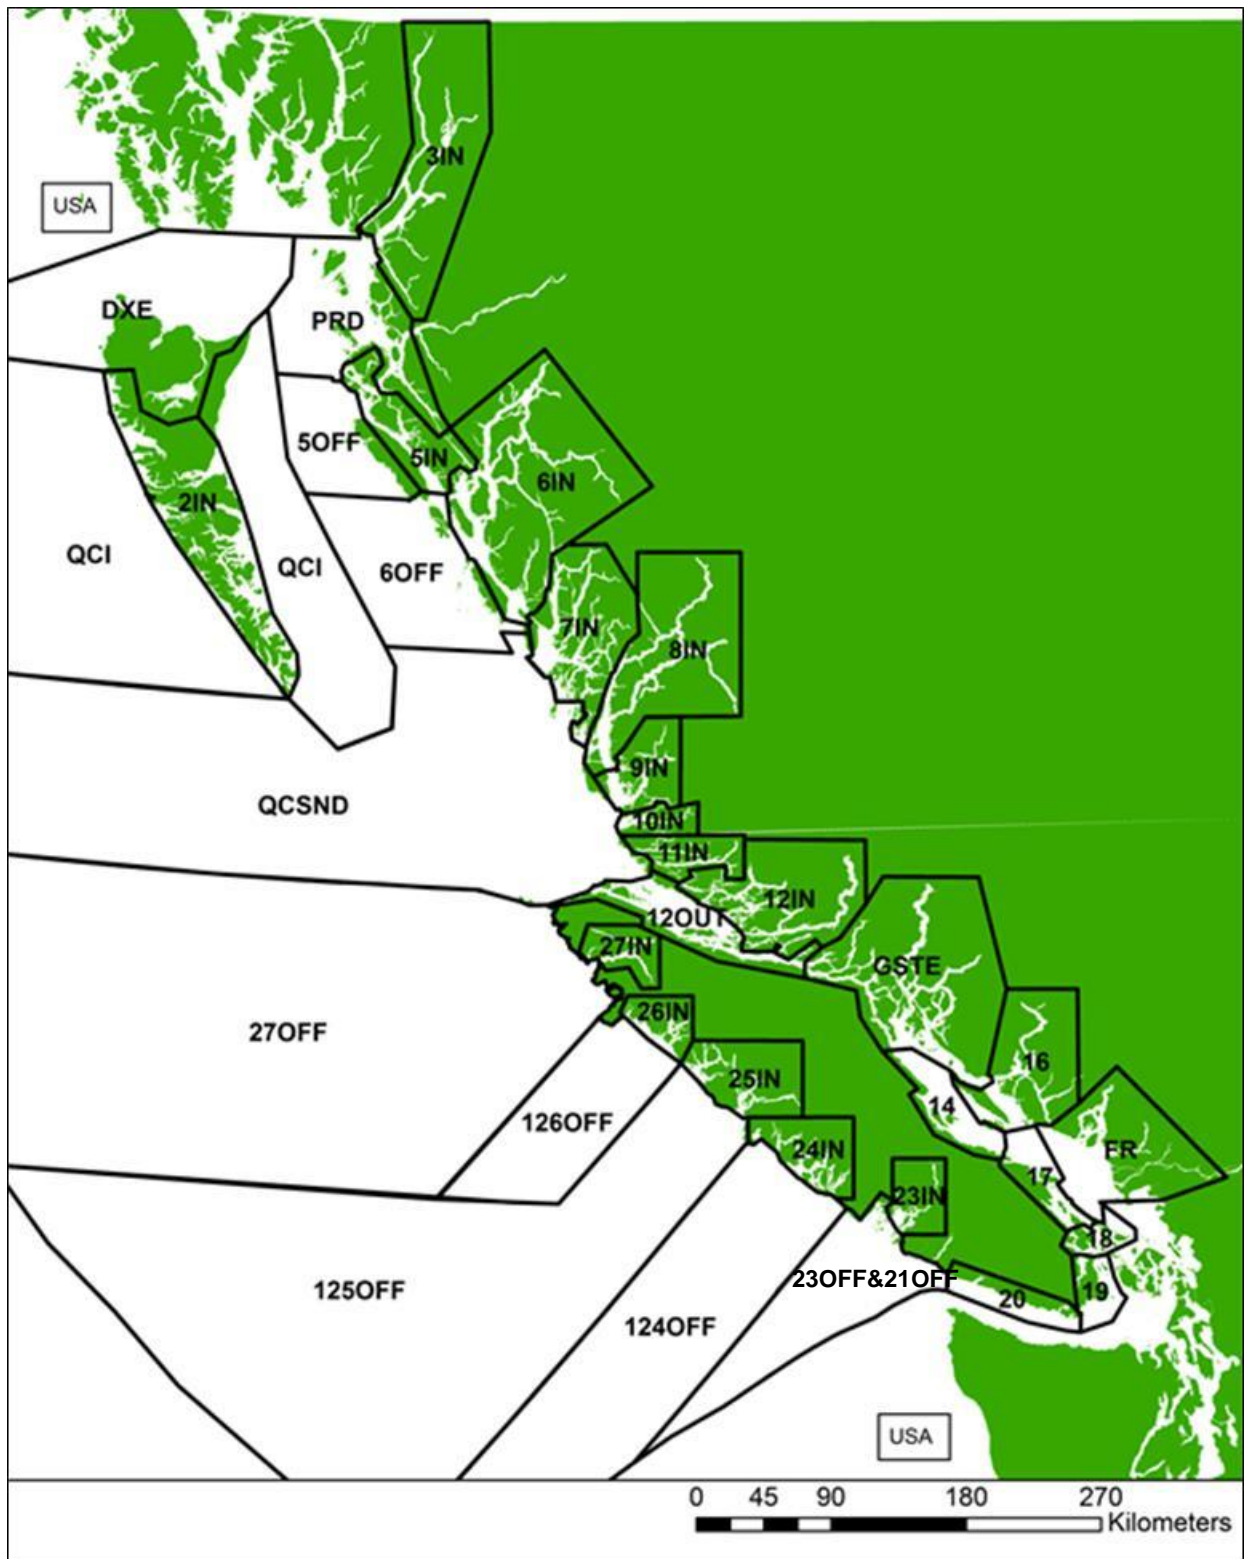 3IN
USA
DXE
PRD
5OFF
5IN
6IN
2IN
QCI
QCI
6OFF
7IN
8IN
9IN
QCSND
10IN
11IN
12IN
12OUT
27IN
GSTE
26IN
27OFF
16
25IN
14
126OFF
24IN
FR
17
23IN
18
23OFF&21OFF
125OFF
19
20
124OFF
USA
0 45 90 180 270
Kilometers